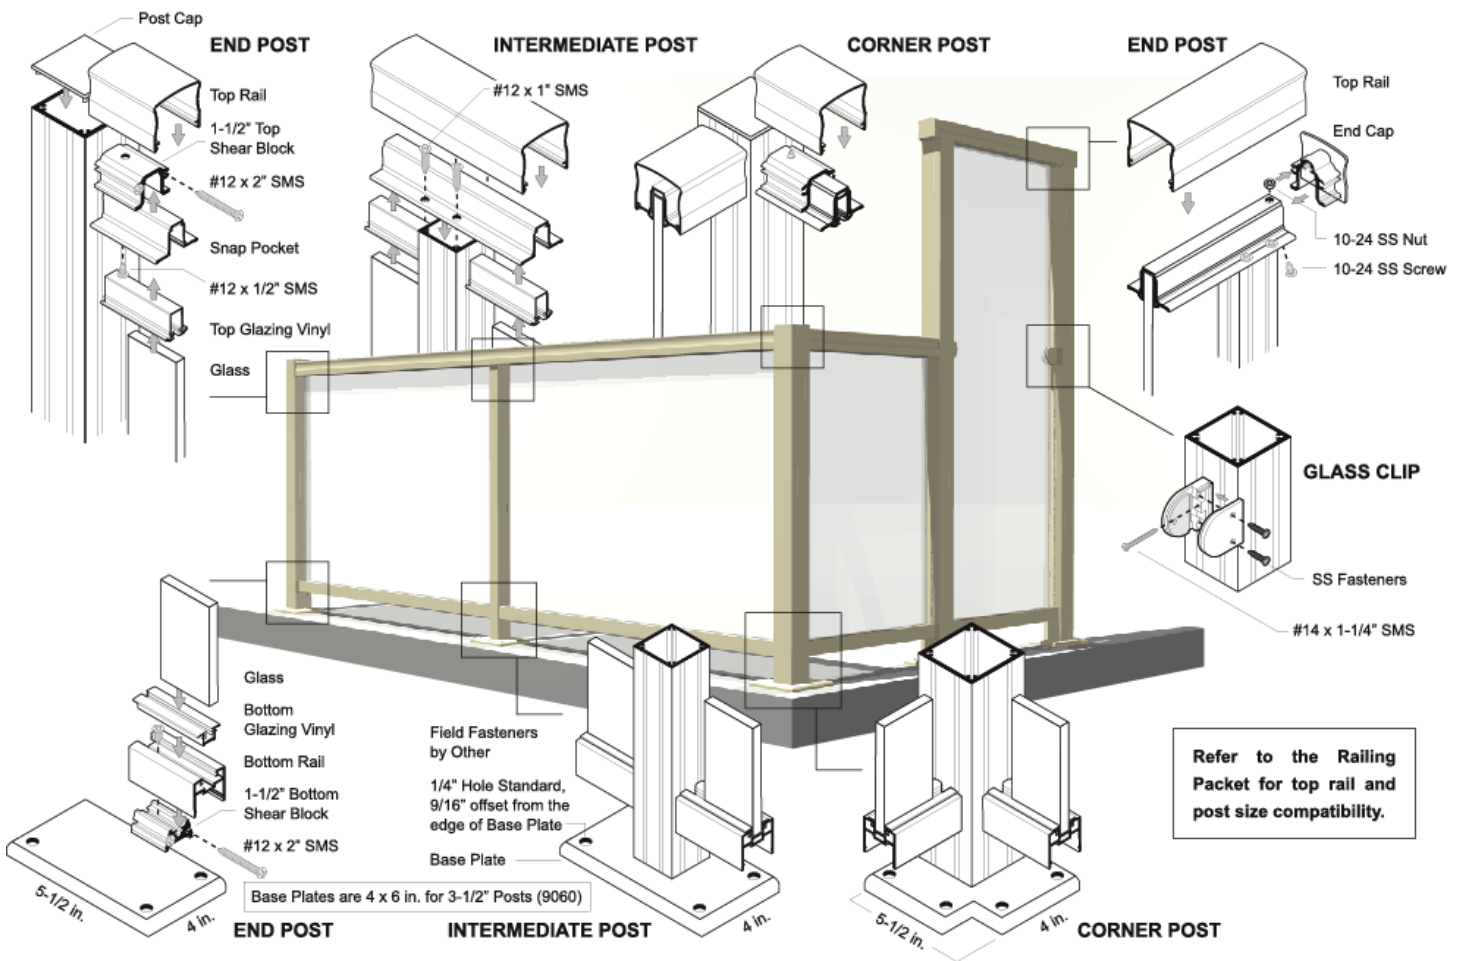 Post Cap
END POST
Top Rail
1-1/2" Top
Shear Block
#12 x 2" SMS
Snap Pocket
#12 x 1/2" SMS
Top Glazing Vinyl
Glass
INTERMEDIATE POST
#12 x 1" SMS
CORNER POST
END POST
Top Rail
End Cap
10-24 SS Nut
10-24 SS Screw
GLASS CLIP
SS Fasteners
#14 x 1-1/4" SMS
Glass
Bottom
Glazing Vinyl
Bottom Rail
1-1/2" Bottom
Shear Block
#12 x 2" SMS
5-1/2 in.
4 in.
END POST
Base Plates are 4 x 6 in. for 3-1/2" Posts (9060)
Field Fasteners
by Other
1/4" Hole Standard,
9/16" offset from the
edge of Base Plate
Base Plate
4 in.
INTERMEDIATE POST
5-1/2 in.
4 in.
CORNER POST
Refer to the Railing
Packet for top rail and
post size compatibility.